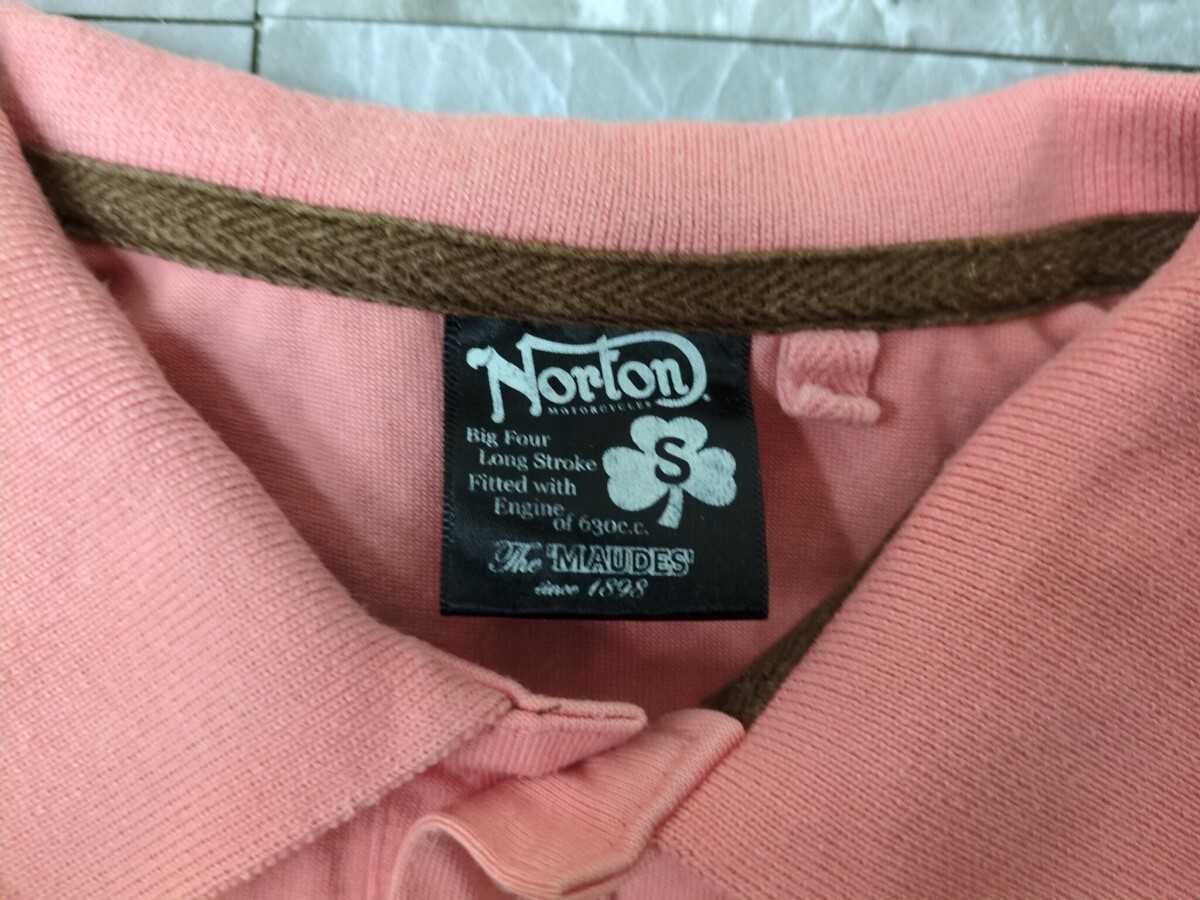 Norton.
MOTORCYCLES
Big Four
Long Stroke
Fitted with
Engine
of 630c.c.
S
The 'MAUDES'
since 1898